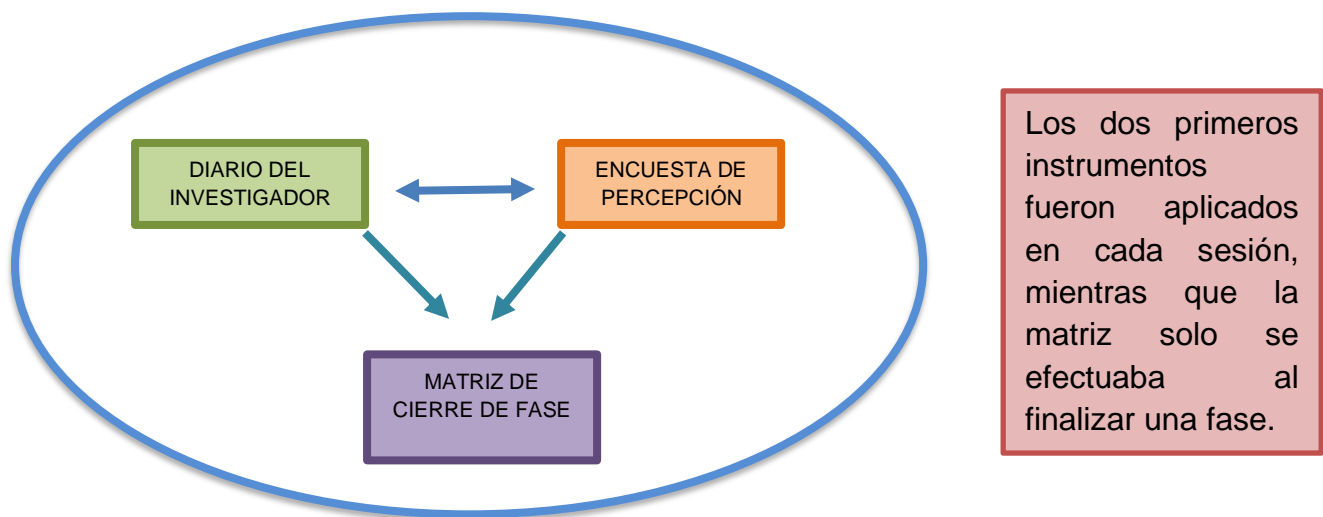 DIARIO DEL
INVESTIGADOR
ENCUESTA DE
PERCEPCIÓN
MATRIZ DE
CIERRE DE FASE
Los dos primeros
instrumentos
fueron aplicados
en cada sesión,
mientras que la
matriz solo se
efectuaba al
finalizar una fase.